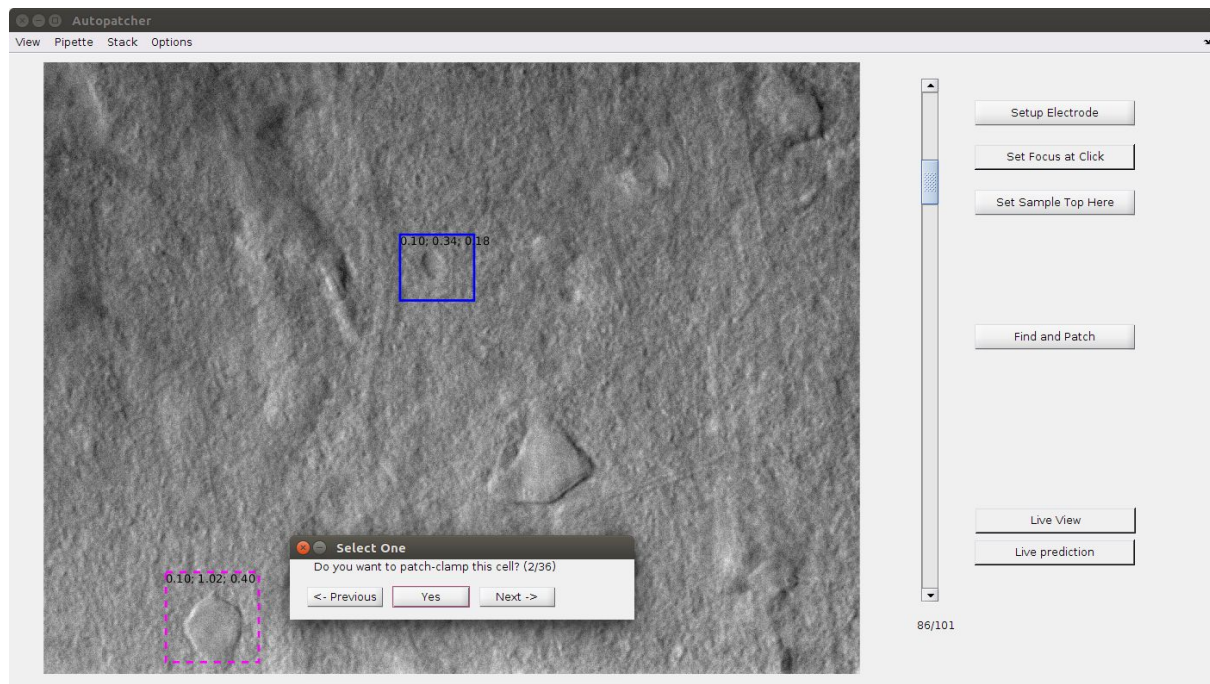 Autopatcher
View Pipette Stack Options
Setup Electrode
Set Focus at Click
Set Sample Top Here
0.10; 0.34; 0.18
Find and Patch
Live View
Select One
Live prediction
Do you want to patch-clamp this cell? (2/36)
0.10; 1.02; 0.40
<- Previous Yes Next ->
86/101